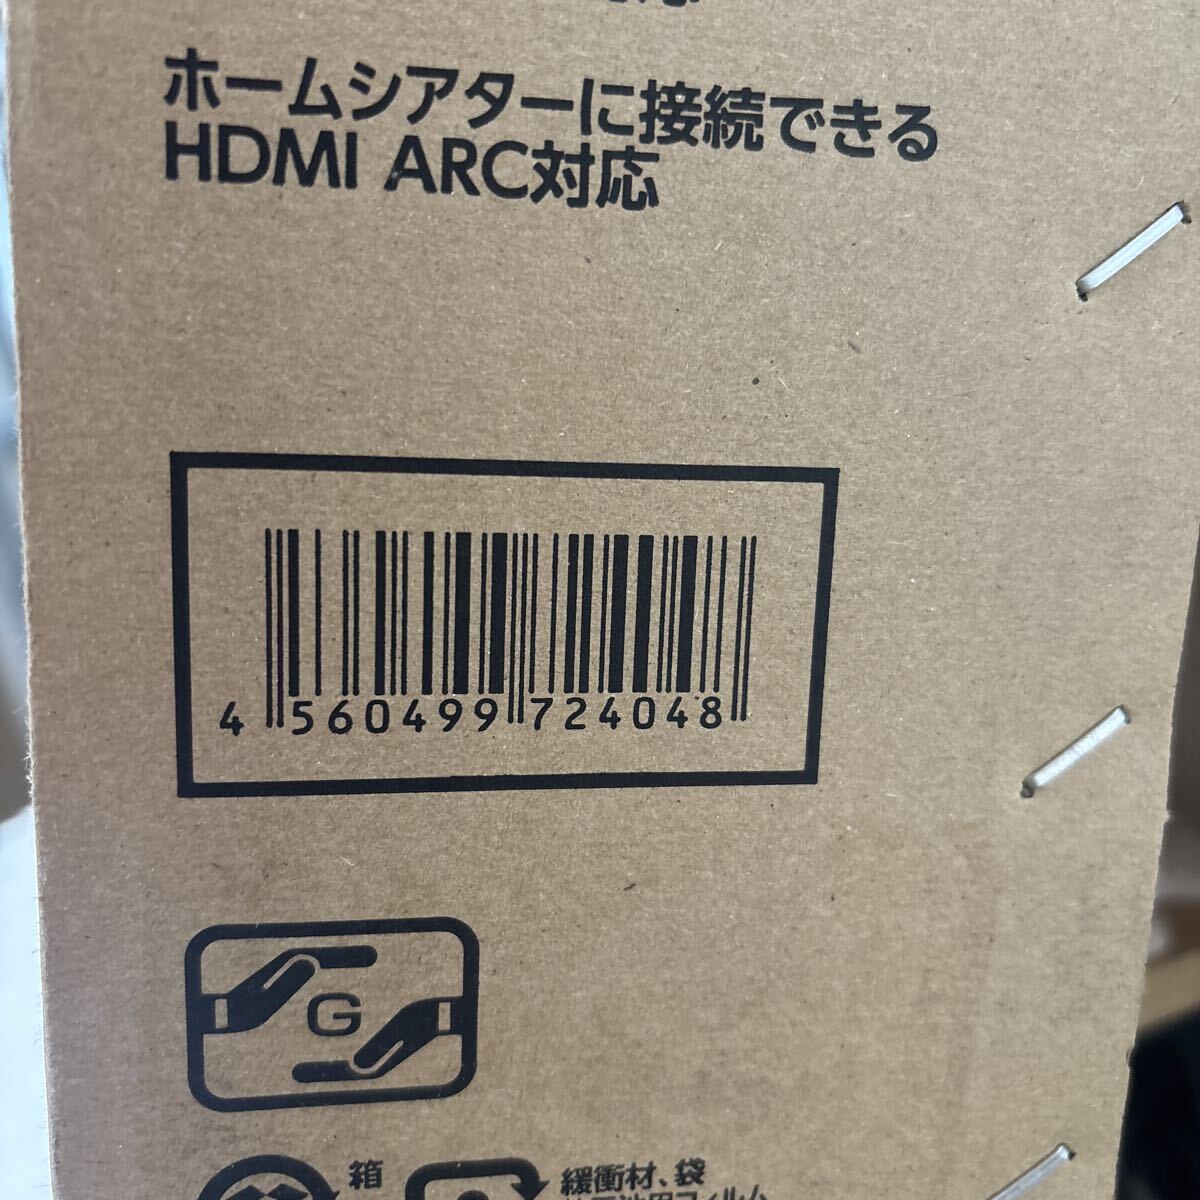 ホームシアターに接続できる
HDMI ARC対応
4 560499 724048
G
箱
緩衝材、袋